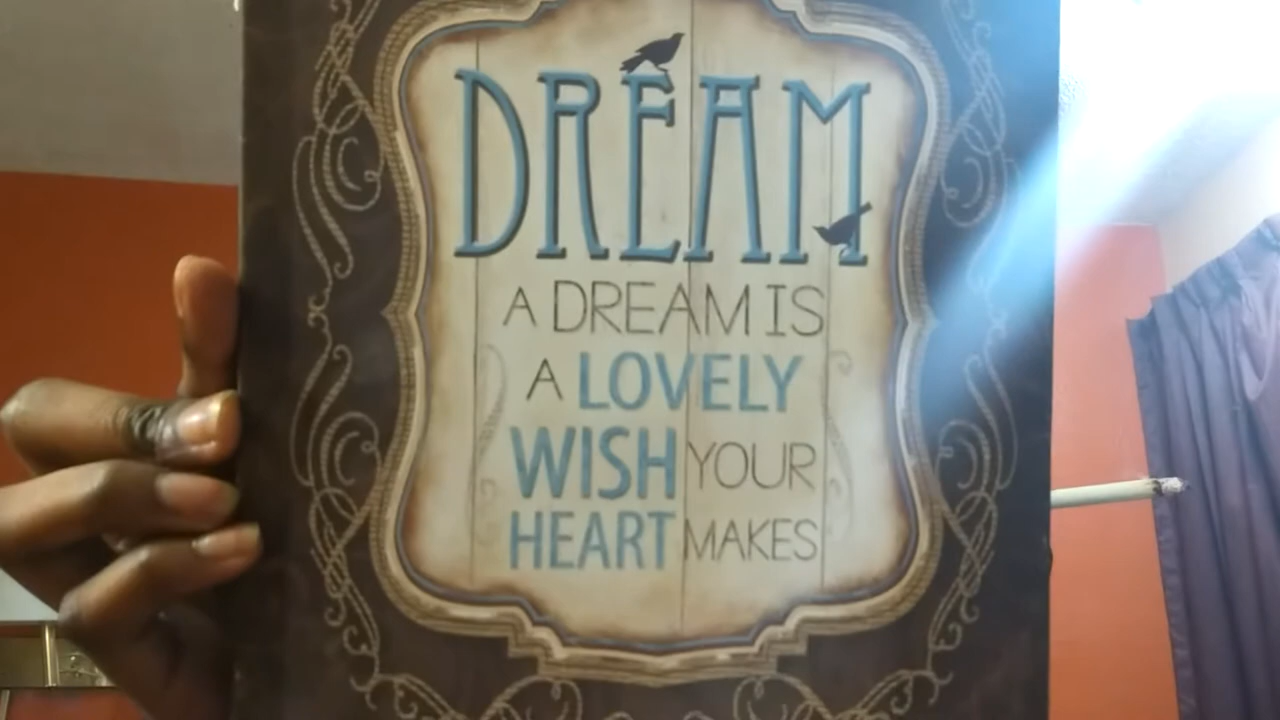 DREAM
A DREAM IS
A LOVELY
WISH YOUR
HEART MAKES